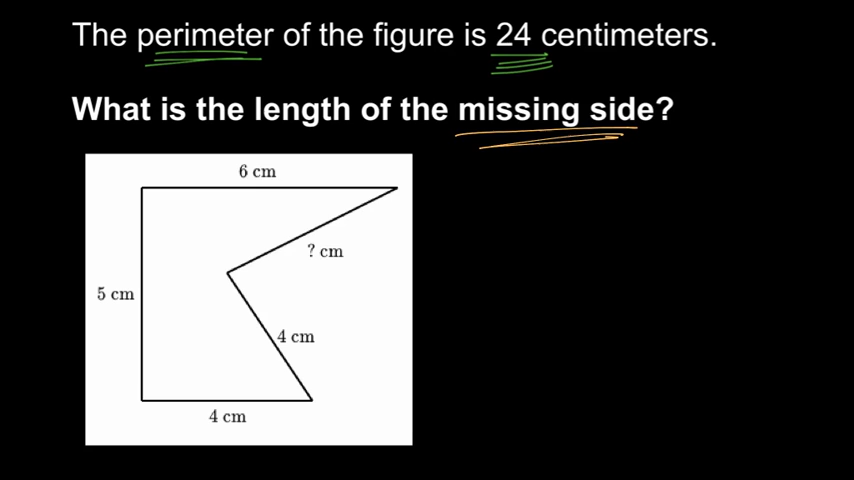 The perimeter of the figure is 24 centimeters.
What is the length of the missing side?
6 cm
? cm
5 cm
4 cm
4 cm